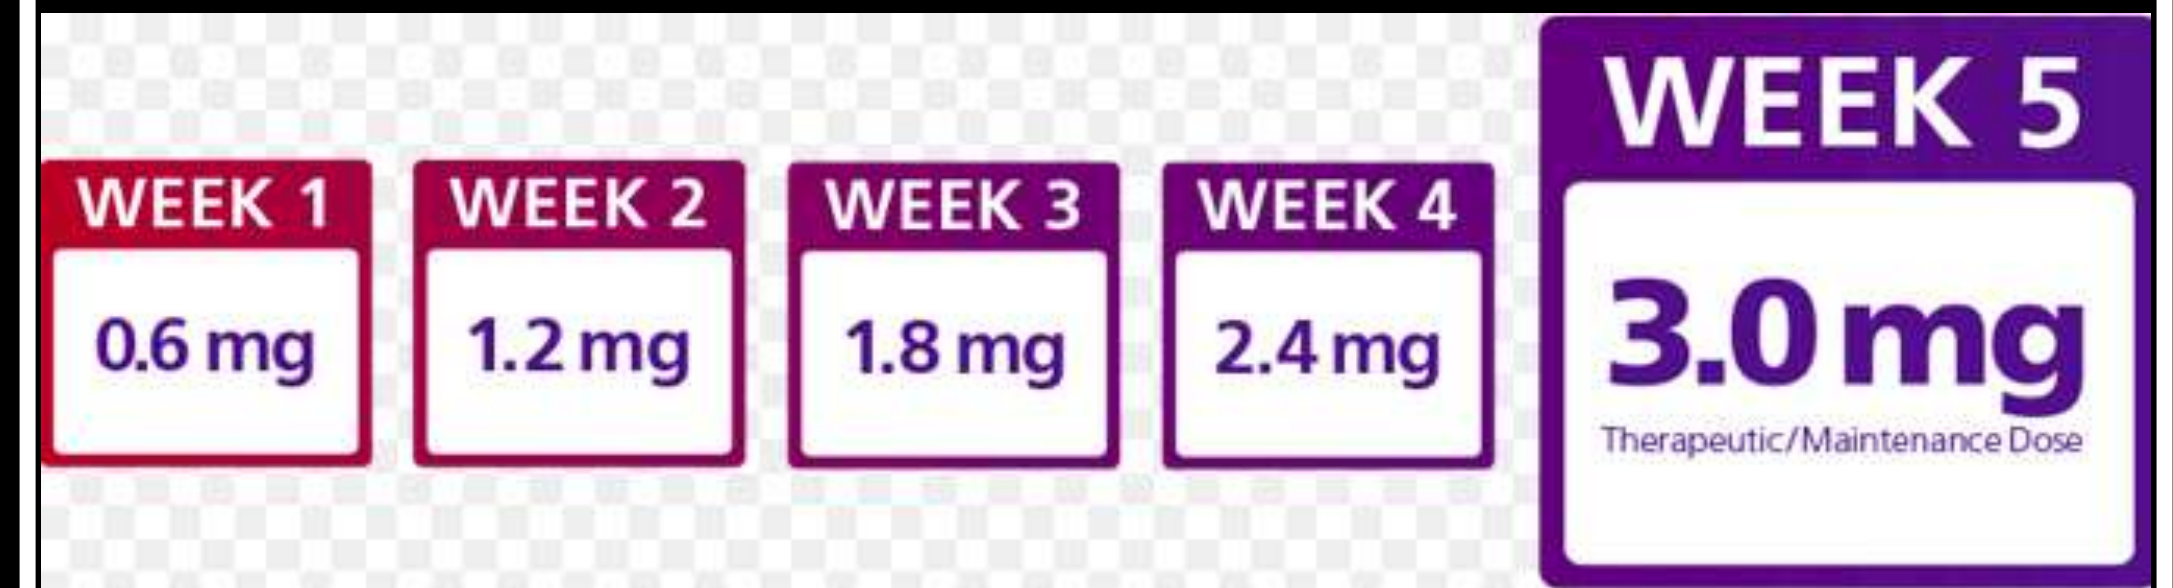 WEEK 1
0.6 mg
WEEK 2
1.2 mg
WEEK 3
1.8 mg
WEEK 4
2.4 mg
WEEK 5
3.0 mg
Therapeutic/Maintenance Dose